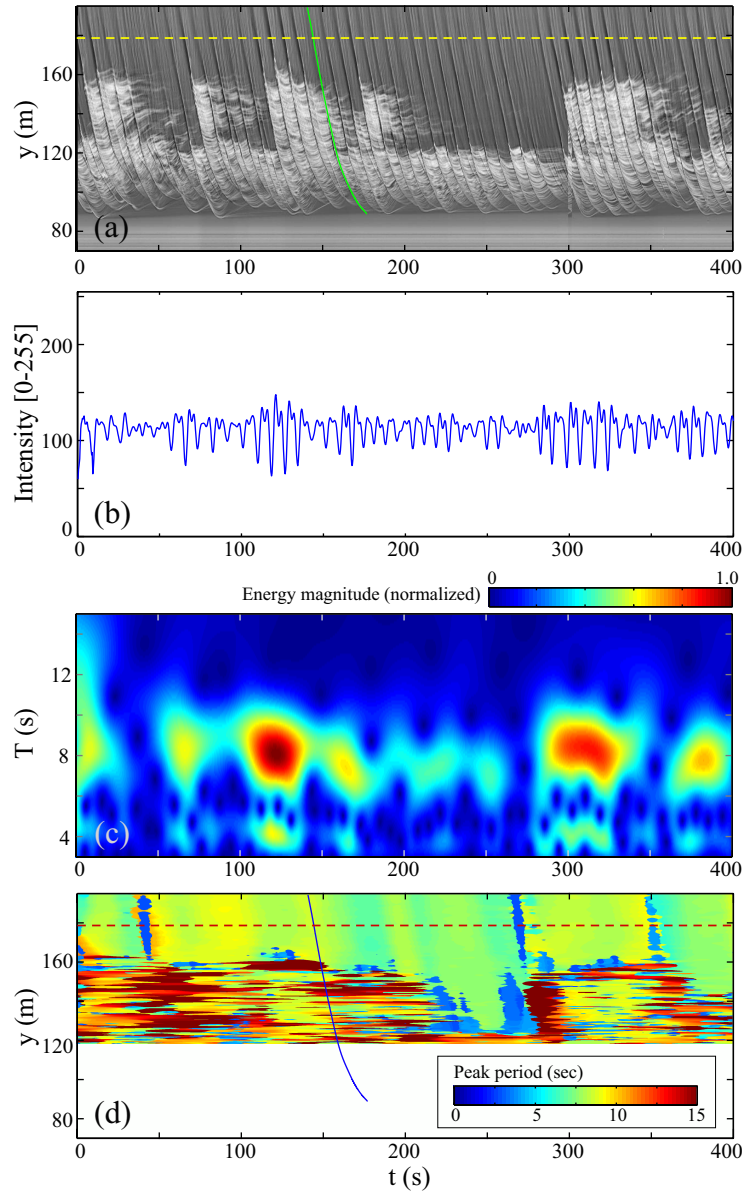 160
y (m)
120
80
(a)
0 100 200 300 400
Intensity [0-255]
200
100
0
(b)
0 100 200 300 400
Energy magnitude (normalized)
0 1.0
T (s)
12
8
4
(c)
0 100 200 300 400
y (m)
160
120
80
(d)
Peak period (sec)
0 5 10 15
0 100 200 300 400
t (s)